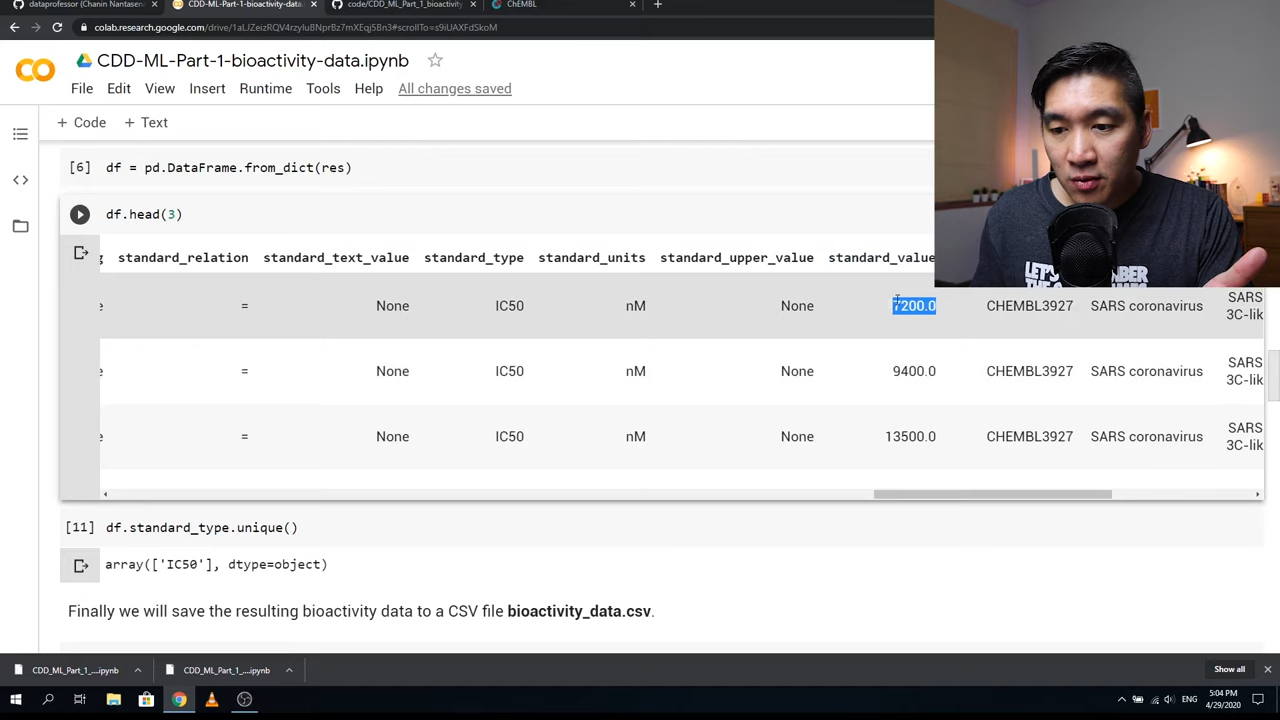 dataprofessor (Chanin Nantasena
CDD-ML-Part-1-bioactivity-data.
code/CDD_ML_Part_1_bioactivity
ChEMBL
colab.research.google.com/drive/1aLJZeizRQV4rzyluBNprBz7mXEqj5Bn3#scrollTo=s9iUAXFdSkoM
CDD-ML-Part-1-bioactivity-data.ipynb
File Edit View Insert Runtime Tools Help All changes saved
+ Code + Text
[6] df = pd.DataFrame.from_dict(res)
df.head(3)
g standard_relation standard_text_value standard_type standard_units standard_upper_value standard_value
e = None IC50 nM None 7200.0 CHEMBL3927 SARS coronavirus SARS
3C-lik
e = None IC50 nM None 9400.0 CHEMBL3927 SARS coronavirus SARS
3C-lik
e = None IC50 nM None 13500.0 CHEMBL3927 SARS coronavirus SARS
3C-lik
[11] df.standard_type.unique()
array(['IC50'], dtype=object)
Finally we will save the resulting bioactivity data to a CSV file bioactivity_data.csv.
CDD_ML_Part_1_....ipynb
CDD_ML_Part_1_....ipynb
Show all
ENG
5:04 PM
4/29/2020